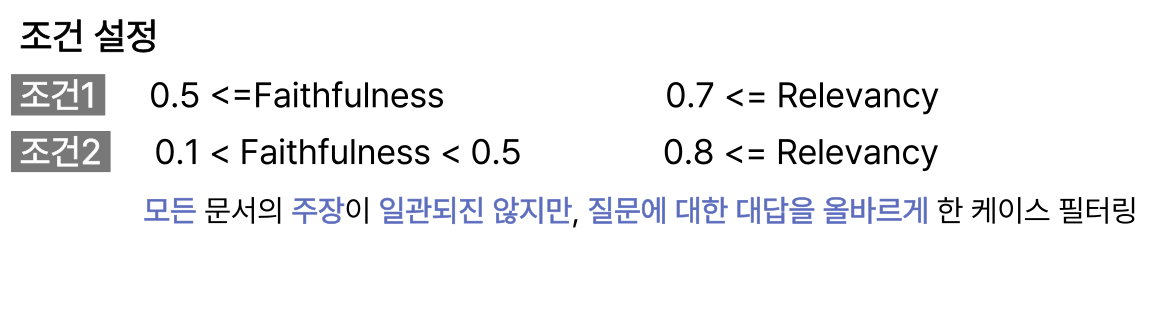 조건 설정
조건1 0.5 <=Faithfulness 0.7 <= Relevancy
조건2 0.1 < Faithfulness < 0.5 0.8 <= Relevancy
모든 문서의 주장이 일관되진 않지만, 질문에 대한 대답을 올바르게 한 케이스 필터링